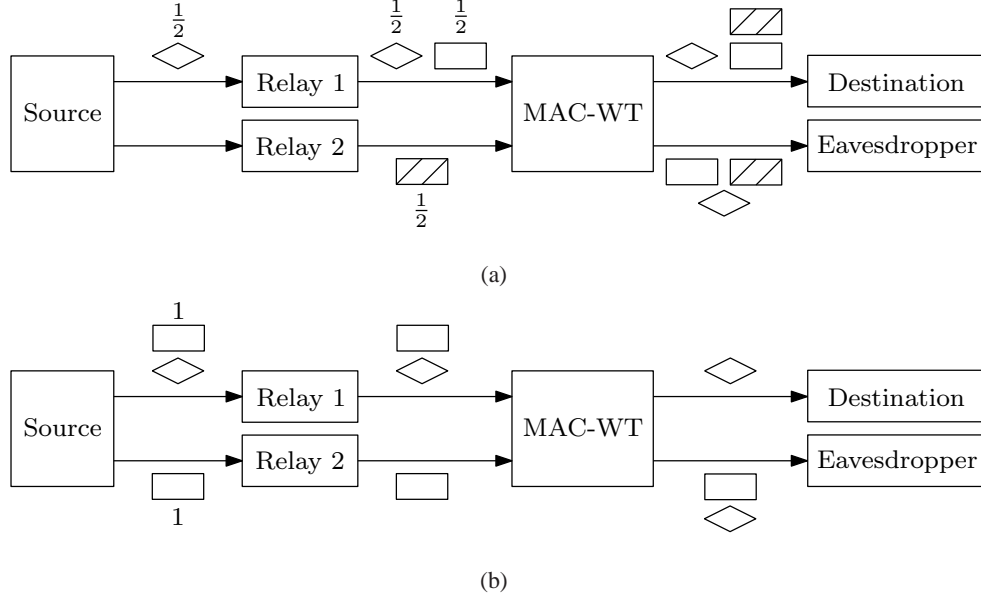 1/2
1/2 1/2
Source
Relay 1
Relay 2
MAC-WT
Destination
Eavesdropper
1/2
(a)
1
Source
Relay 1
Relay 2
MAC-WT
Destination
Eavesdropper
1
(b)